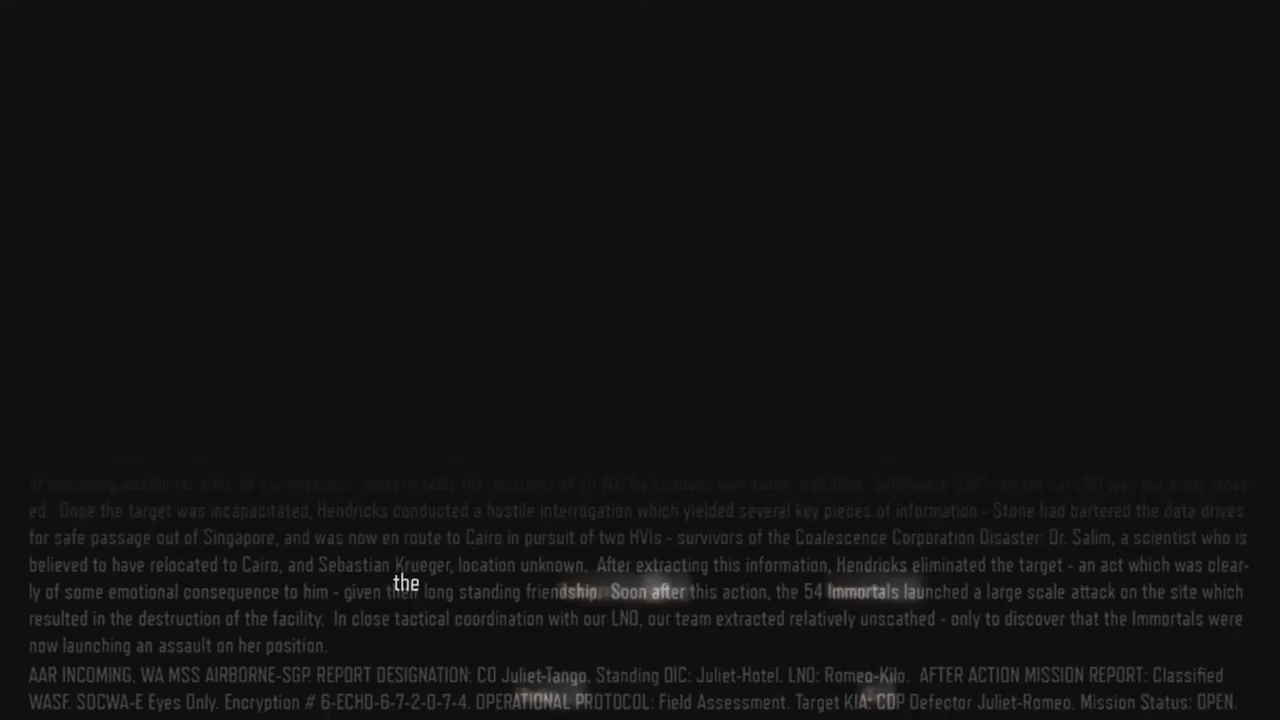 ed. Once the target was incapacitated, Hendricks conducted a hostile interrogation which yielded several key pieces of information - Stone had bartered the data drives
for safe passage out of Singapore, and was now en route to Cairo in pursuit of two HVIs - survivors of the Coalescence Corporation Disaster: Dr. Salim, a scientist who is
believed to have relocated to Cairo, and Sebastian Krueger, location unknown. After extracting this information, Hendricks eliminated the target - an act which was clear-
the
ly of some emotional consequence to him - given long standing friendship. Soon after this action, the 54 Immortals launched a large scale attack on the site which
resulted in the destruction of the facility. In close tactical coordination with our LNO, our team extracted relatively unscathed - only to discover that the Immortals were
now launching an assault on her position.
AAR INCOMING. WA MSS AIRBORNE-SGP. REPORT DESIGNATION: CO Juliet-Tango. Standing OIC: Juliet-Hotel. LNO: Romeo-Kilo. AFTER ACTION MISSION REPORT: Classified
WASF. SOCWA-E Eyes Only. Encryption # 6-ECHO-6-7-2-0-7-4. OPERATIONAL PROTOCOL: Field Assessment. Target KIA: CDP Defector Juliet-Romeo. Mission Status: OPEN.